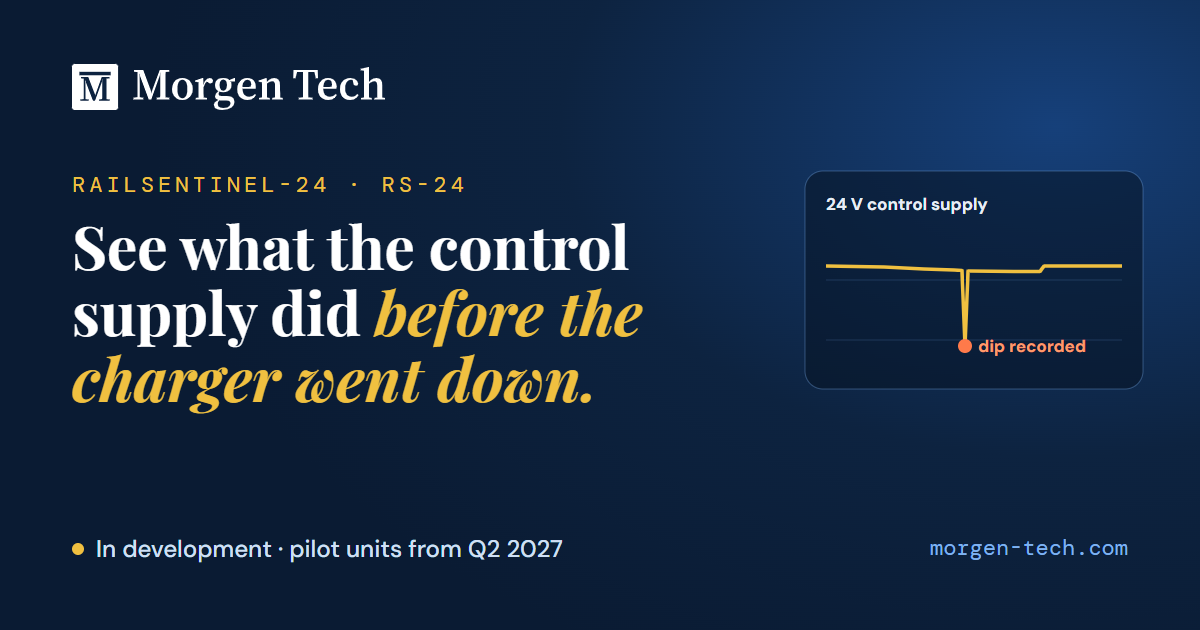 M Morgen Tech
RAILSENTINEL-24 · RS-24
See what the control
supply did before the
charger went down.
24 V control supply
dip recorded
In development · pilot units from Q2 2027
morgen-tech.com